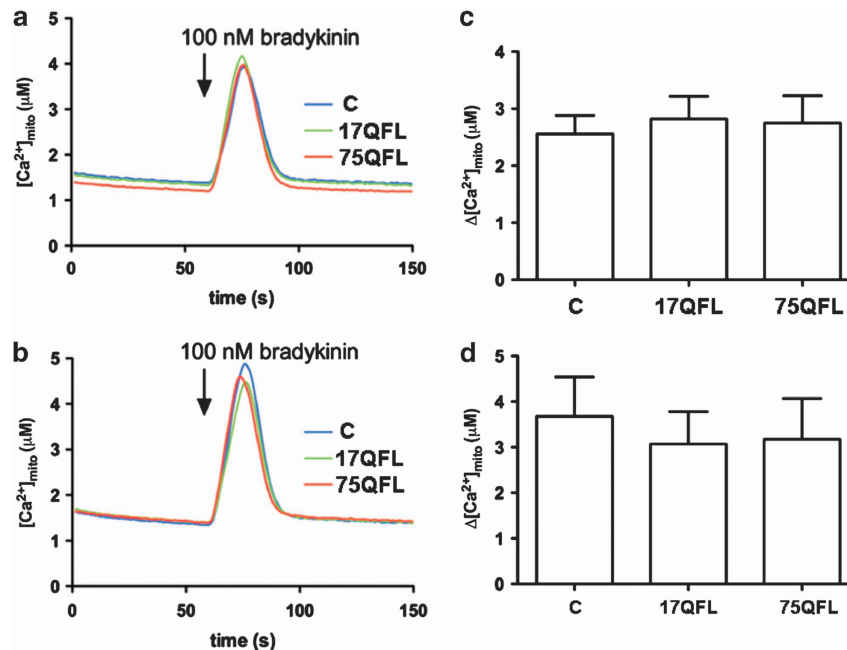 a
100 nM bradykinin
[Ca²⁺]mito (µM)
5
4
3
2
1
0
C
17QFL
75QFL
0
50
100
150
time (s)
b
100 nM bradykinin
[Ca²⁺]mito (µM)
5
4
3
2
1
0
C
17QFL
75QFL
0
50
100
150
time (s)
c
Δ[Ca²⁺]mito (µM)
4
3
2
1
0
C
17QFL
75QFL
d
Δ[Ca²⁺]mito (µM)
5
4
3
2
1
0
C
17QFL
75QFL